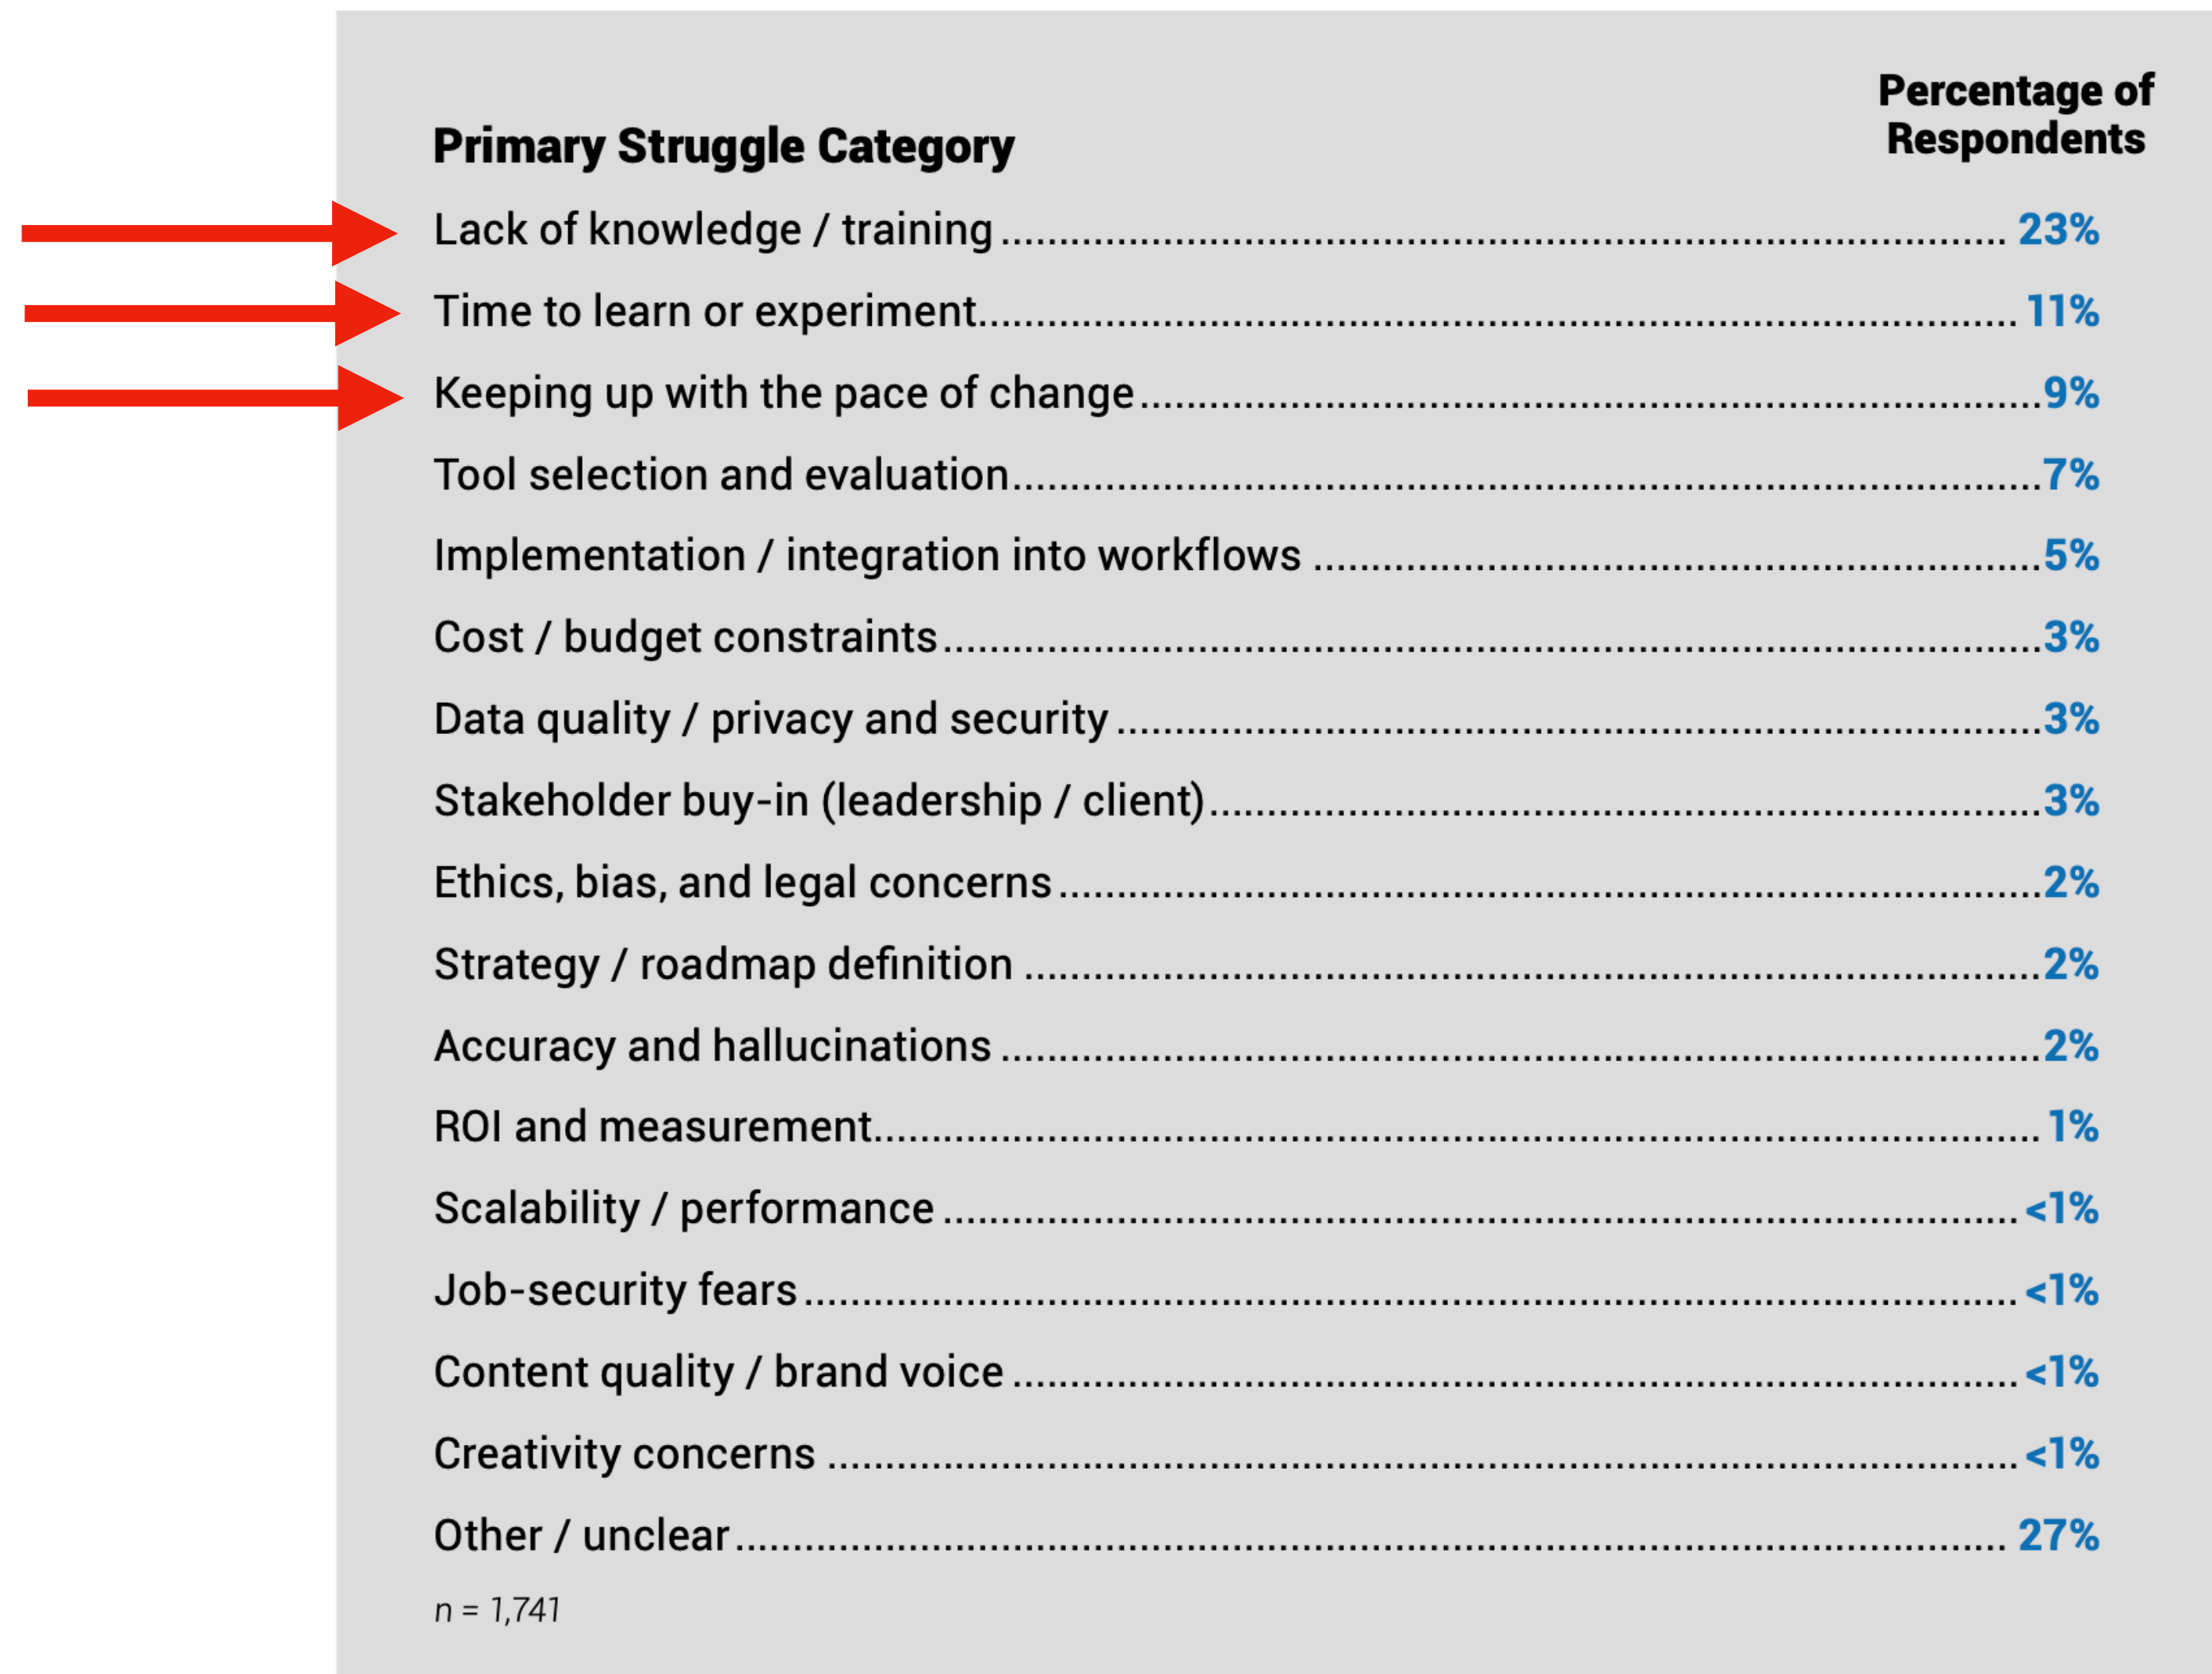 Percentage of
Respondents
Primary Struggle Category
Lack of knowledge / training 23%
Time to learn or experiment 11%
Keeping up with the pace of change 9%
Tool selection and evaluation 7%
Implementation / integration into workflows 5%
Cost / budget constraints 3%
Data quality / privacy and security 3%
Stakeholder buy-in (leadership / client) 3%
Ethics, bias, and legal concerns 2%
Strategy / roadmap definition 2%
Accuracy and hallucinations 2%
ROI and measurement 1%
Scalability / performance <1%
Job-security fears <1%
Content quality / brand voice <1%
Creativity concerns <1%
Other / unclear 27%
n = 1,741